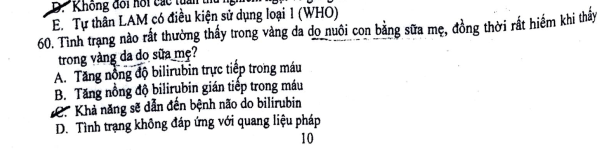 D. Không đòi hỏi các
E. Tự thân LAM có điều kiện sử dụng loại 1 (WHO)
60. Tình trạng nào rất thường thấy trong vàng da do nuôi con bằng sữa mẹ, đồng thời rất hiếm khi thấy
trong vàng da do sữa mẹ?
A. Tăng nồng độ bilirubin trực tiếp trong máu
B. Tăng nồng độ bilirubin gián tiếp trong máu
C. Khả năng sẽ dẫn đến bệnh não do bilirubin
D. Tình trạng không đáp ứng với quang liệu pháp
10